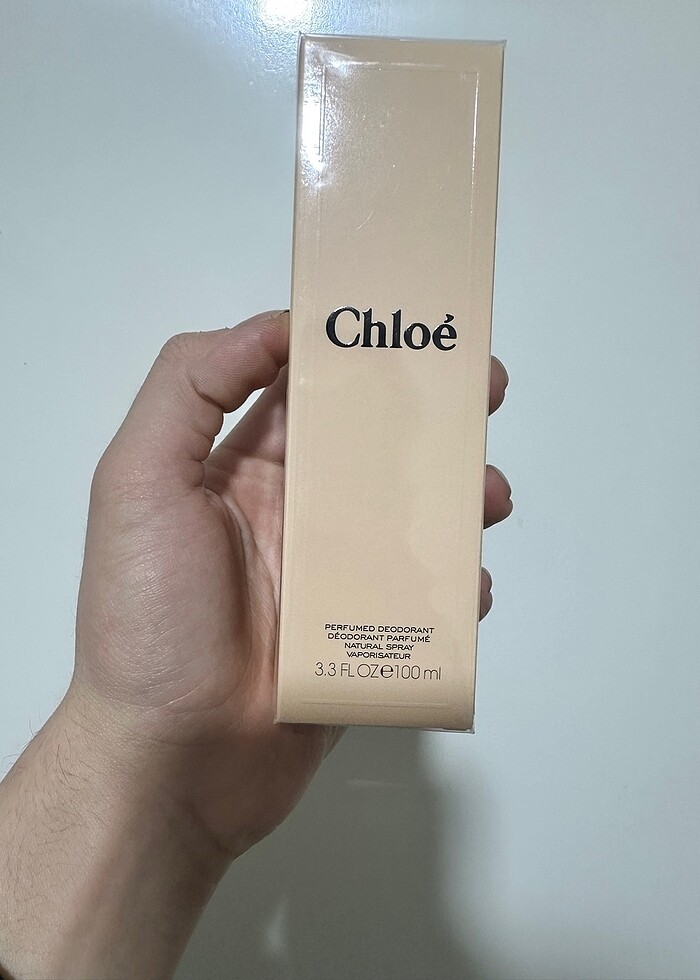 Chloé
PERFUMED DEODORANT
DÉODORANT PARFUMÉ
NATURAL SPRAY
VAPORISATEUR
3.3 FL OZ℮100 ml